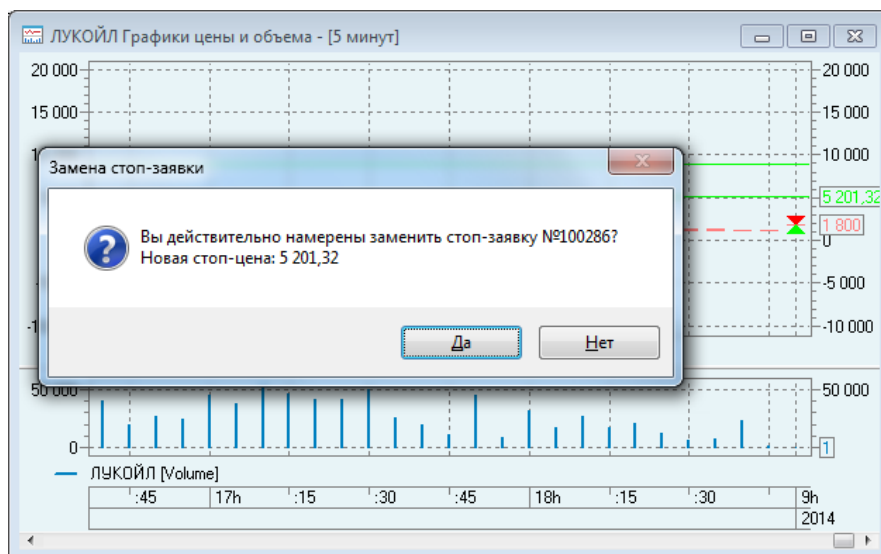 ЛУКОЙЛ Графики цены и объема - [5 минут]
20 000 20 000
15 000 15 000
10 000
Замена стоп-заявки
Вы действительно намерены заменить стоп-заявку №100286?
Новая стоп-цена: 5 201,32
5 201,32
1 800
0
-5 000
-10 000
Да Нет
50 000 50 000
0 1
ЛУКОЙЛ [Volume]
:45 17h :15 :30 :45 18h :15 :30 9h
2014